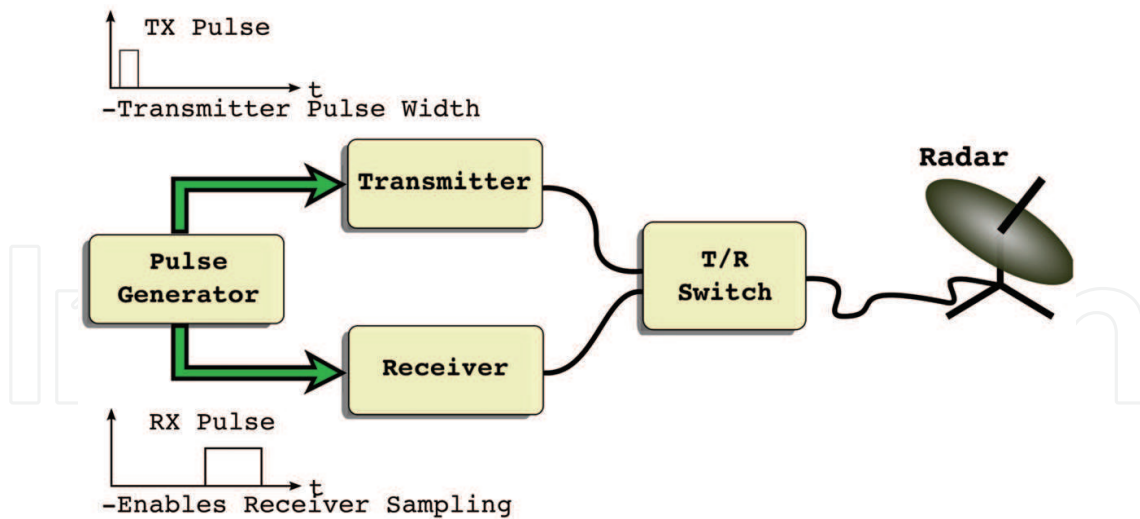 TX Pulse
t
-Transmitter Pulse Width
Transmitter
Radar
Pulse
Generator
T/R
Switch
Receiver
RX Pulse
t
-Enables Receiver Sampling